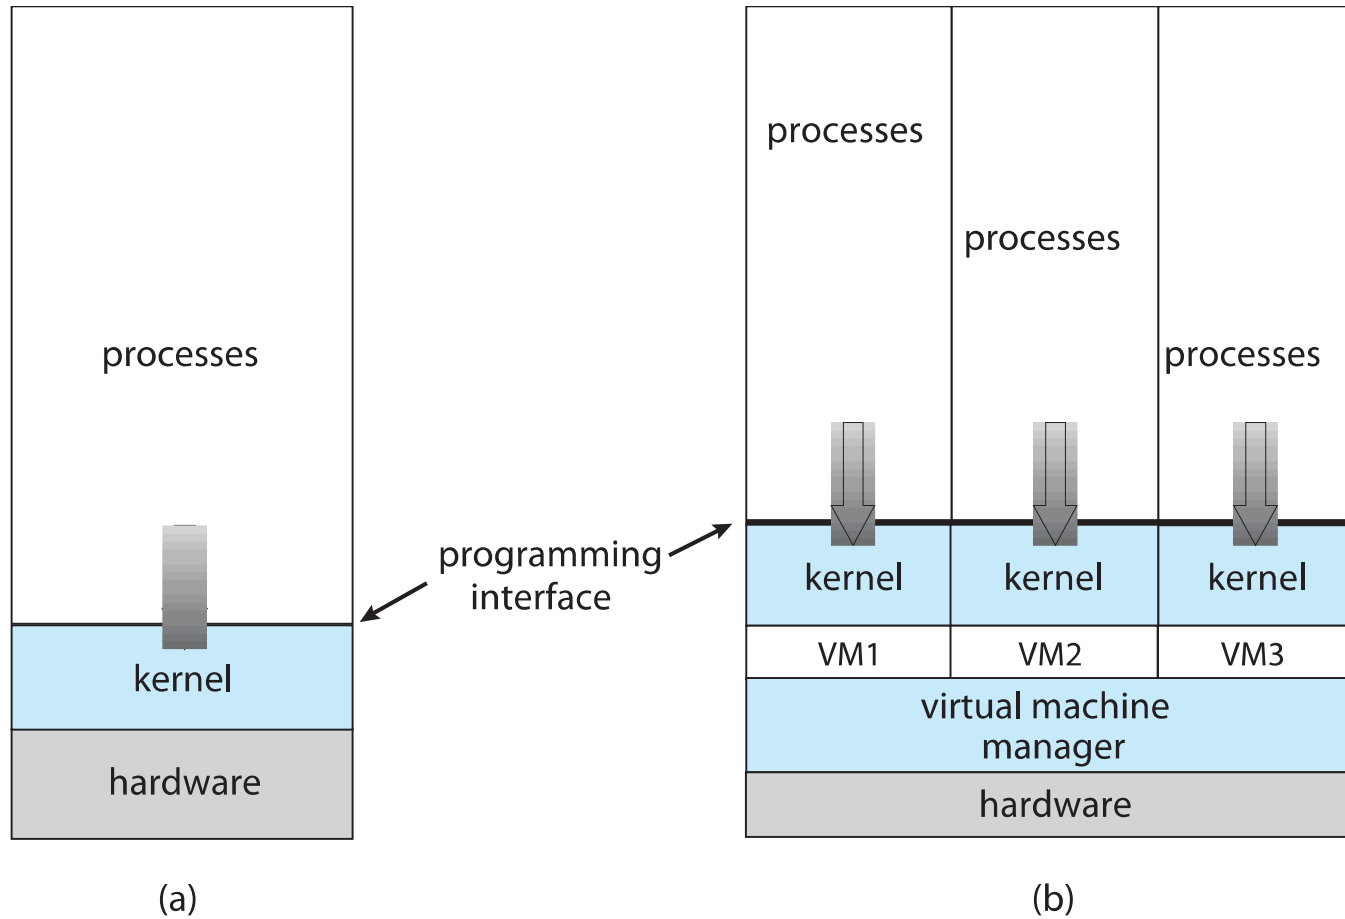 processes
kernel
hardware
(a)
programming
interface
processes
processes
processes
kernel
kernel
kernel
VM1
VM2
VM3
virtual machine
manager
hardware
(b)